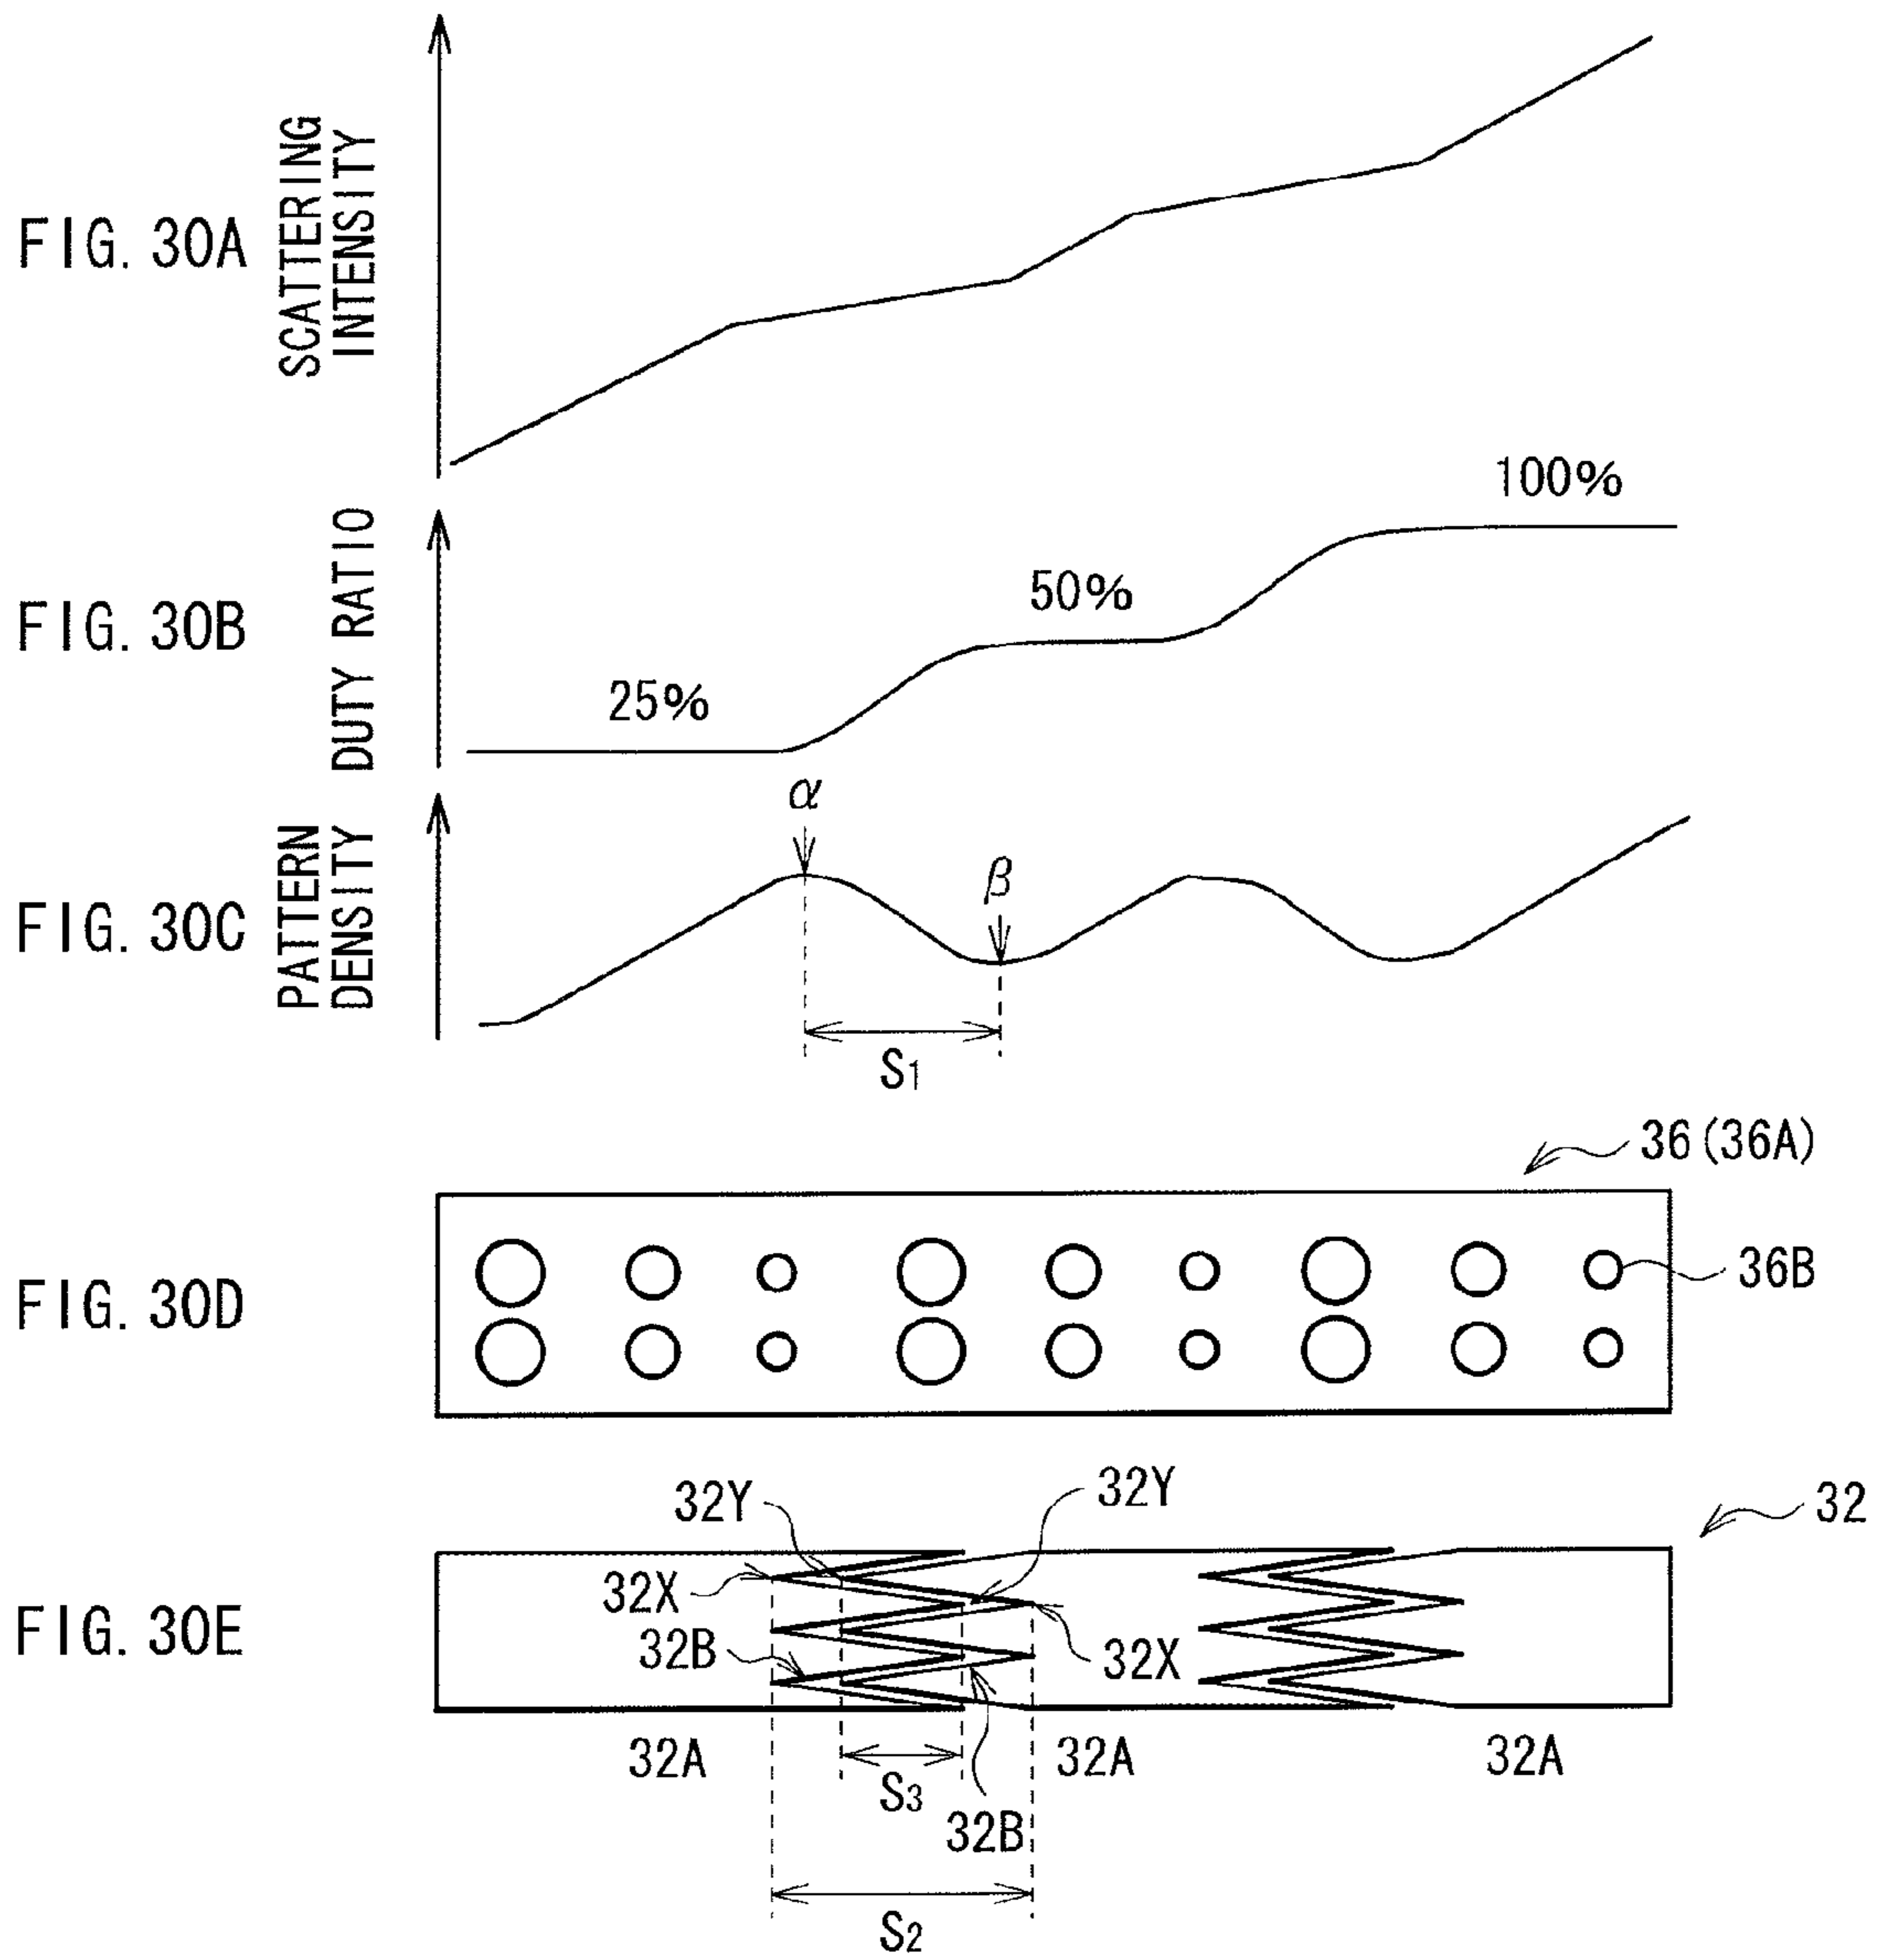 FIG. 30A
SCATTERING
INTENSITY
FIG. 30B
DUTY RATIO
25%
50%
100%
FIG. 30C
PATTERN
DENSITY
α
β
S1
FIG. 30D
36 (36A)
36B
FIG. 30E
32Y
32Y
32
32X
32B
32X
32A
32A
32A
S3
32B
S2